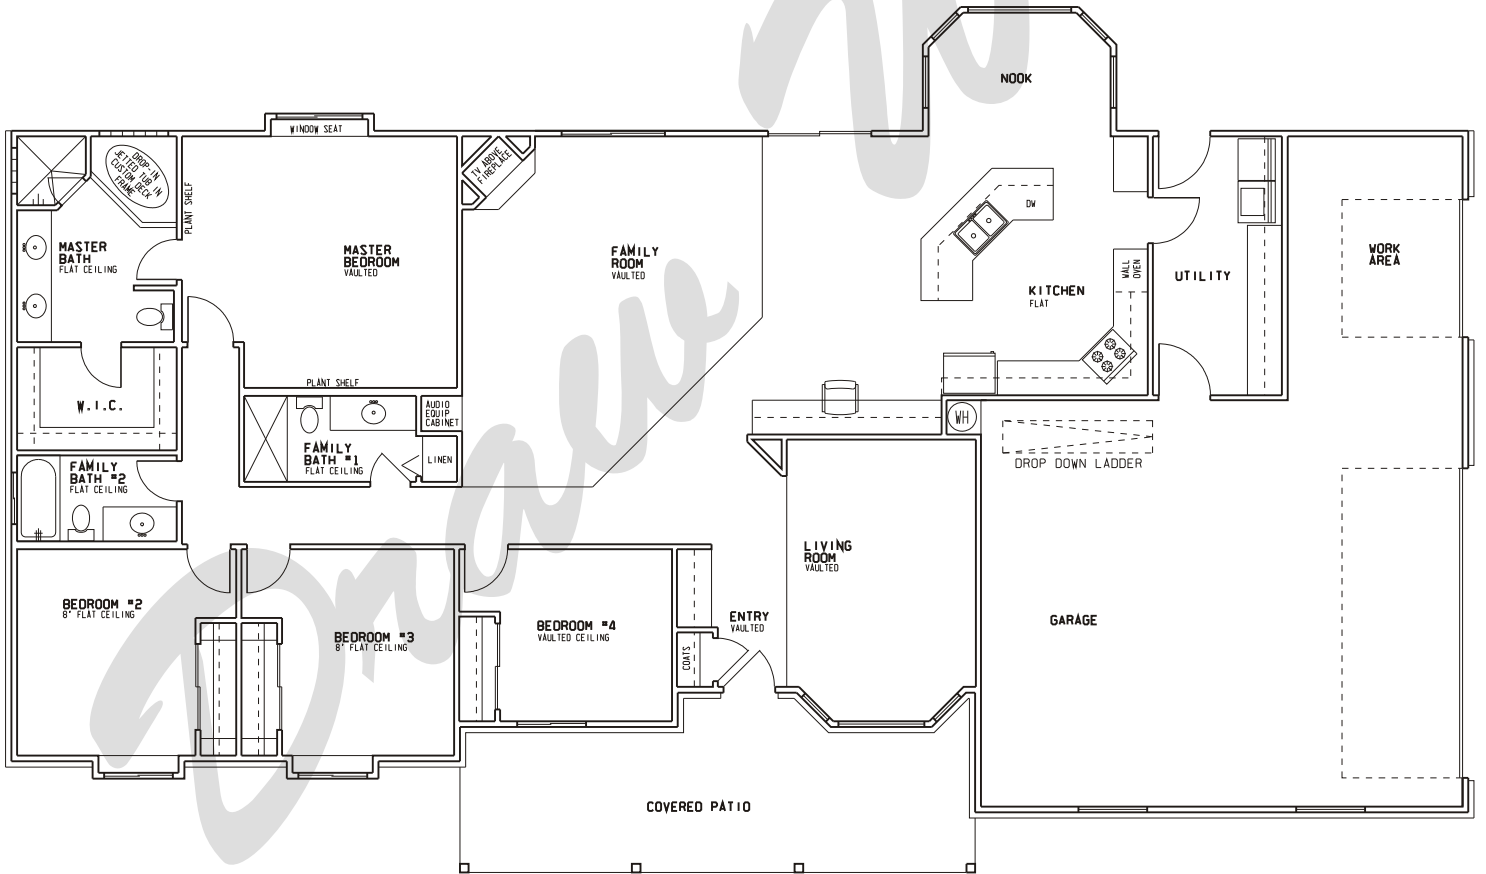 NOOK
WINDOW SEAT
DROP-IN
JETTED TUB IN
CUSTOM DECK
FRAME
TV ABOVE
FIREPLACE
PLANT SHELF
DW
MASTER
BATH
FLAT CEILING
MASTER
BEDROOM
VAULTED
FAMILY
ROOM
VAULTED
WORK
AREA
WALL
OVEN
UTILITY
KITCHEN
FLAT
PLANT SHELF
W.I.C.
AUDIO
EQUIP
CABINET
WH
FAMILY
BATH #1
FLAT CEILING
LINEN
DROP DOWN LADDER
FAMILY
BATH #2
FLAT CEILING
LIVING
ROOM
VAULTED
BEDROOM #2
8' FLAT CEILING
BEDROOM #3
8' FLAT CEILING
BEDROOM #4
VAULTED CEILING
ENTRY
VAULTED
GARAGE
COATS
COVERED PATIO
Draw